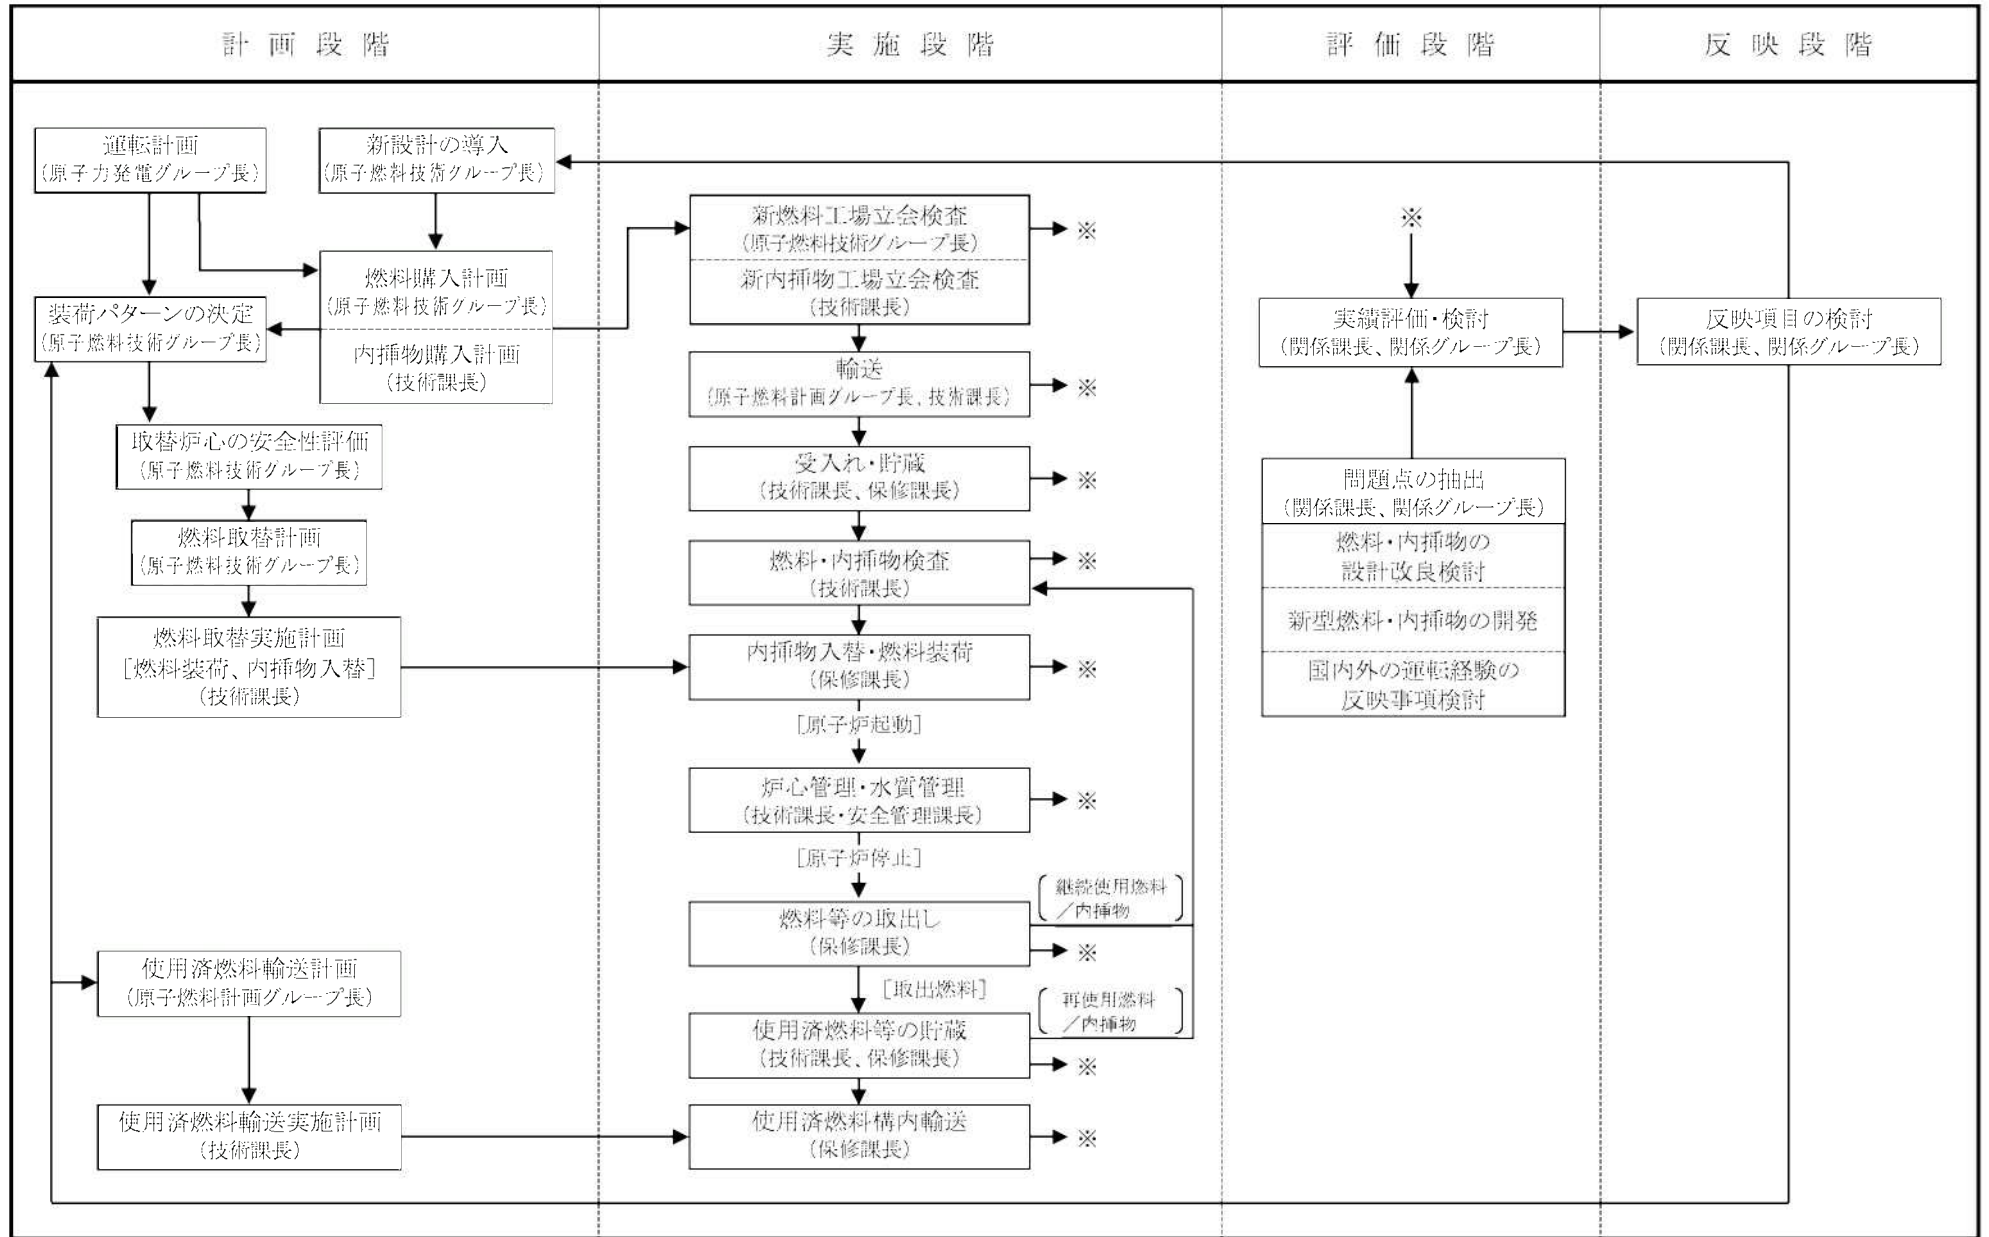 計画段階
実施段階
評価段階
反映段階
運転計画
(原子力発電グループ長)
新設計の導入
(原子燃料技術グループ長)
燃料購入計画
(原子燃料技術グループ長)
内挿物購入計画
(技術課長)
装荷パターンの決定
(原子燃料技術グループ長)
取替炉心の安全性評価
(原子燃料技術グループ長)
燃料取替計画
(原子燃料技術グループ長)
燃料取替実施計画
[燃料装荷、内挿物入替]
(技術課長)
使用済燃料輸送計画
(原子燃料計画グループ長)
使用済燃料輸送実施計画
(技術課長)
新燃料工場立会検査
(原子燃料技術グループ長)
※
新内挿物工場立会検査
(技術課長)
輸送
(原子燃料計画グループ長、技術課長)
※
受入れ・貯蔵
(技術課長、保修課長)
※
燃料・内挿物検査
(技術課長)
※
内挿物入替・燃料装荷
(保修課長)
※
[原子炉起動]
炉心管理・水質管理
(技術課長・安全管理課長)
※
[原子炉停止]
継続使用燃料
/内挿物
燃料等の取出し
(保修課長)
※
[取出燃料]
再使用燃料
/内挿物
使用済燃料等の貯蔵
(技術課長、保修課長)
※
使用済燃料構内輸送
(保修課長)
※
※
実績評価・検討
(関係課長、関係グループ長)
問題点の抽出
(関係課長、関係グループ長)
燃料・内挿物の
設計改良検討
新型燃料・内挿物の開発
国内外の運転経験の
反映事項検討
反映項目の検討
(関係課長、関係グループ長)